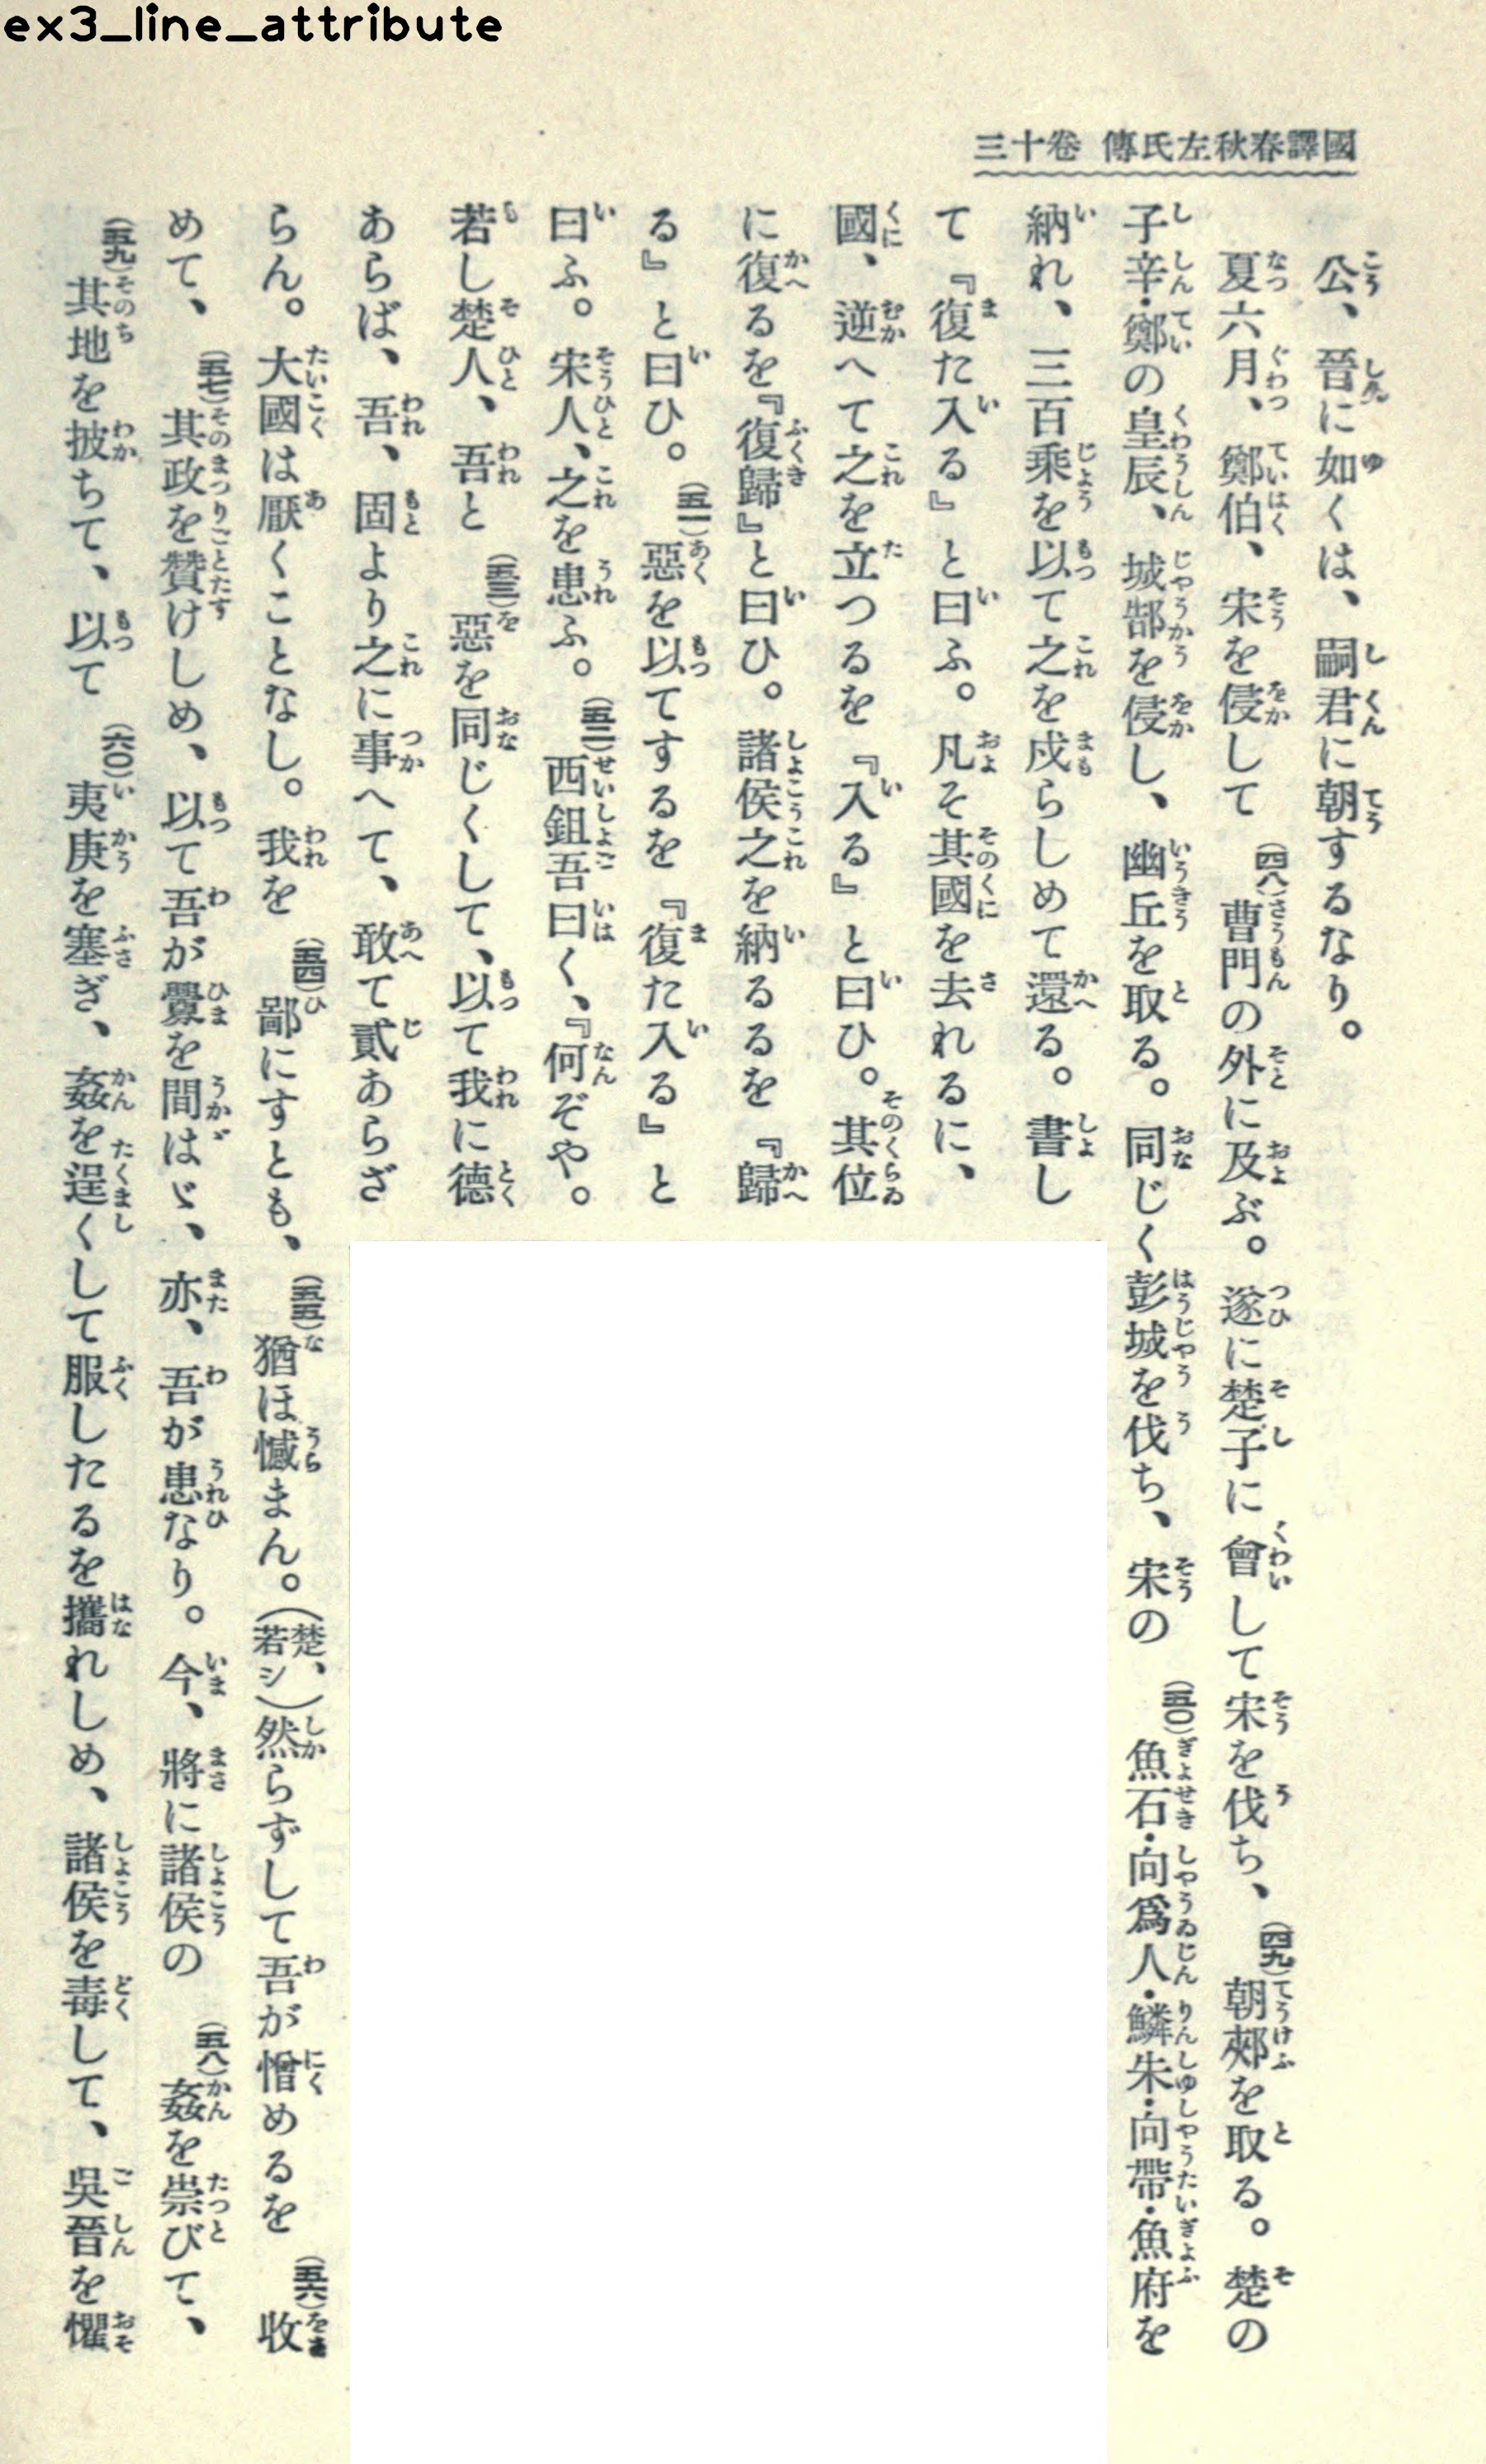 ex3_line_attribute
國譯春秋左氏傳 卷十三
公、晉に如くは、嗣君に朝するなり。
夏六月、鄭伯、宋を侵して(四八)曹門の外に及ぶ。遂に楚子に會して宋を伐ち、(四九)朝郟を取る。楚の
子辛・鄭の皇辰、城郜を侵し、幽丘を取る。同じく彭城を伐ち、宋の(五〇)魚石・向爲人・鱗朱・向帶・魚府を
納れ、三百乘を以て之を戍らしめて還る。書し
て『復た入る』と曰ふ。凡そ其國を去れるに、
國、逆へて之を立つるを『入る』と曰ひ。其位
に復るを『復歸』と曰ひ。諸侯之を納るるを『歸
る』と曰ひ。(五一)惡を以てするを『復た入る』と
曰ふ。宋人、之を患ふ。(五二)西鉏吾曰く、『何ぞや。
若し楚人、吾と(五三)惡を同じくして、以て我に德
あらば、吾、固より之に事へて、敢て貳あらざ
らん。大國は厭くことなし。我を(五四)鄙にすとも、(五五)猶ほ憾まん。(楚、若シ)然らずして吾が憎めるを(五六)收
めて、(五七)其政を贊けしめ、以て吾が釁を間はゞ、亦、吾が患なり。今、將に諸侯の(五八)姦を崇びて、
(五九)其地を披ちて、以て(六〇)夷庚を塞ぎ、姦を逞くして服したるを攜れしめ、諸侯を毒して、吳晉を懼